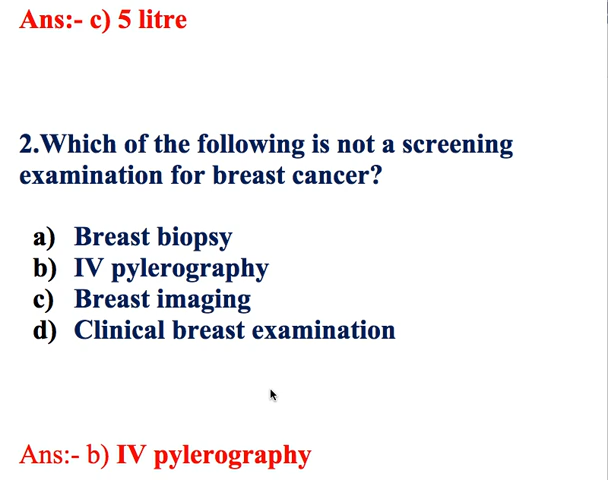 Ans:- c) 5 litre
2.Which of the following is not a screening
examination for breast cancer?
a) Breast biopsy
b) IV pylerography
c) Breast imaging
d) Clinical breast examination
Ans:- b) IV pylerography